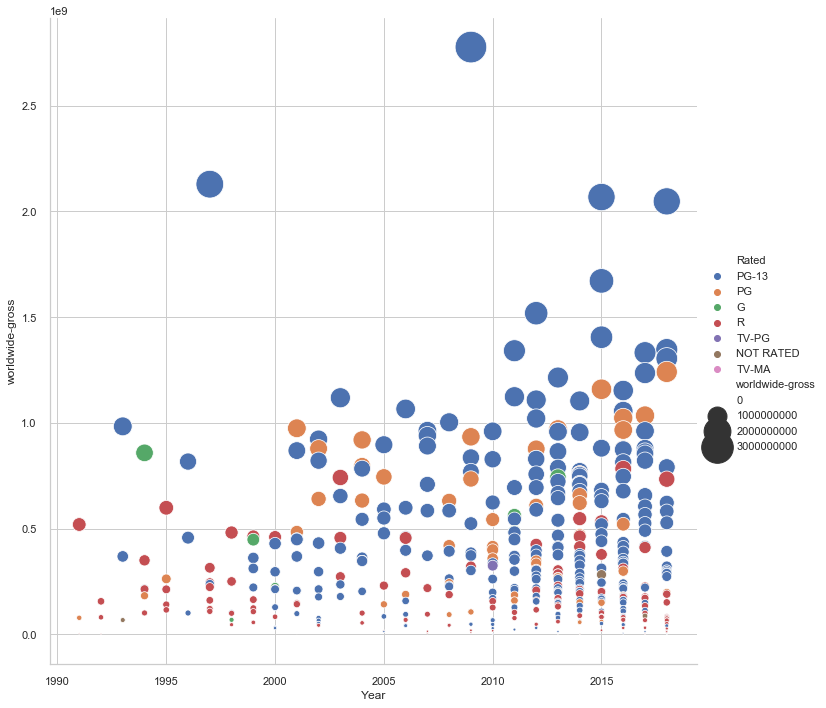 1e9
2.5
2.0
1.5
1.0
0.5
0.0
worldwide-gross
1990
1995
2000
2005
2010
2015
Year
Rated
PG-13
PG
G
R
TV-PG
NOT RATED
TV-MA
worldwide-gross
0
1000000000
2000000000
3000000000